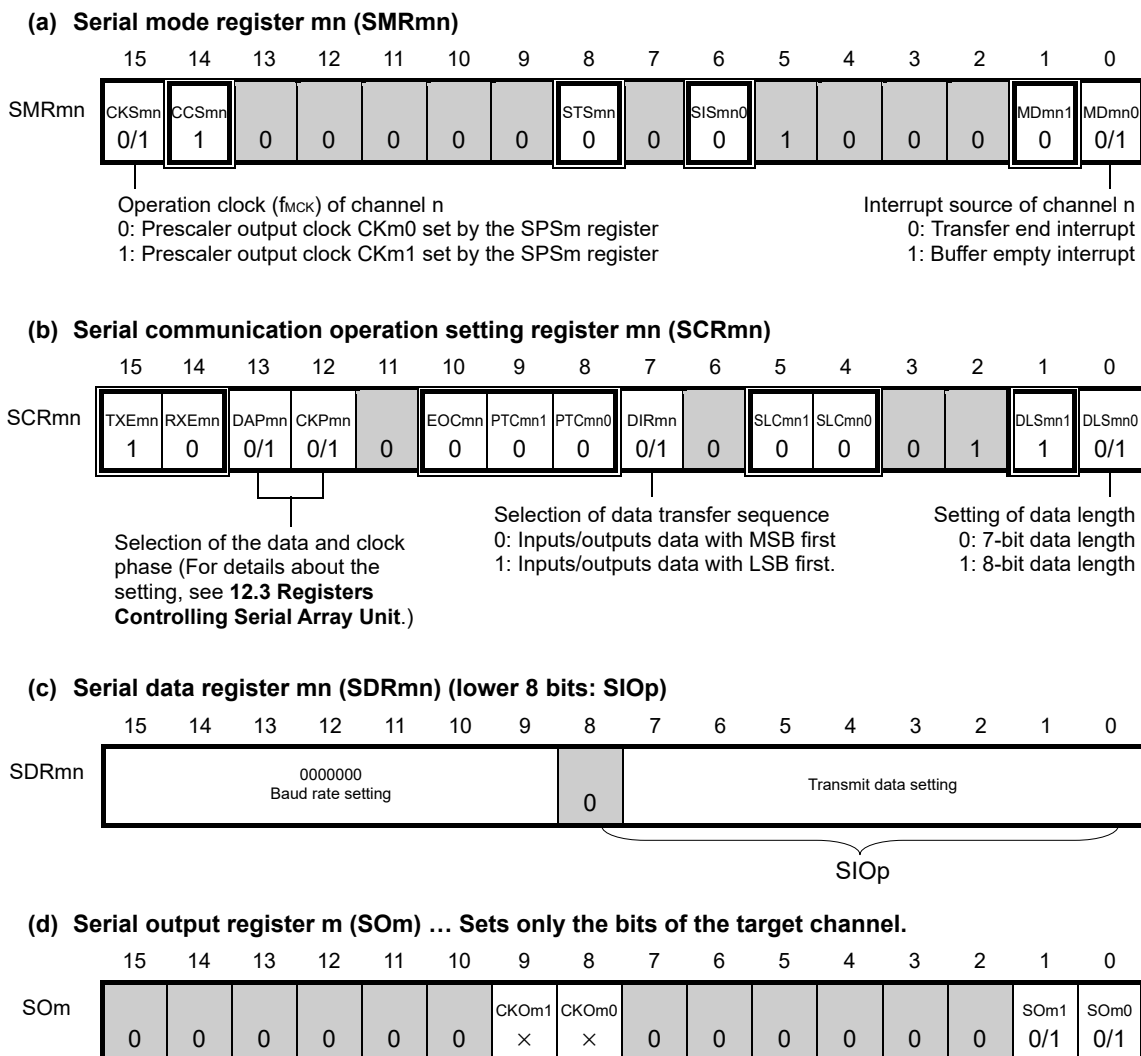 (a) Serial mode register mn (SMRmn)
15 14 13 12 11 10 9 8 7 6 5 4 3 2 1 0
SMRmn
CKSmn CCSmn STSmn SISmn0 MDmn1 MDmn0
0/1 1 0 0 0 0 0 0 0 0 1 0 0 0 0 0/1
Operation clock (fMCK) of channel n
0: Prescaler output clock CKm0 set by the SPSm register
1: Prescaler output clock CKm1 set by the SPSm register
Interrupt source of channel n
0: Transfer end interrupt
1: Buffer empty interrupt
(b) Serial communication operation setting register mn (SCRmn)
15 14 13 12 11 10 9 8 7 6 5 4 3 2 1 0
SCRmn
TXEmn RXEmn DAPmn CKPmn EOCmn PTCmn1 PTCmn0 DIRmn SLCmn1 SLCmn0 DLSmn1 DLSmn0
1 0 0/1 0/1 0 0 0 0 0/1 0 0 0 0 1 1 0/1
Selection of the data and clock
phase (For details about the
setting, see 12.3 Registers
Controlling Serial Array Unit.)
Selection of data transfer sequence
0: Inputs/outputs data with MSB first
1: Inputs/outputs data with LSB first.
Setting of data length
0: 7-bit data length
1: 8-bit data length
(c) Serial data register mn (SDRmn) (lower 8 bits: SIOp)
15 14 13 12 11 10 9 8 7 6 5 4 3 2 1 0
SDRmn
0000000
Baud rate setting
0
Transmit data setting
SIOp
(d) Serial output register m (SOm) … Sets only the bits of the target channel.
15 14 13 12 11 10 9 8 7 6 5 4 3 2 1 0
SOm
CKOm1 CKOm0 SOm1 SOm0
0 0 0 0 0 0 × × 0 0 0 0 0 0 0/1 0/1